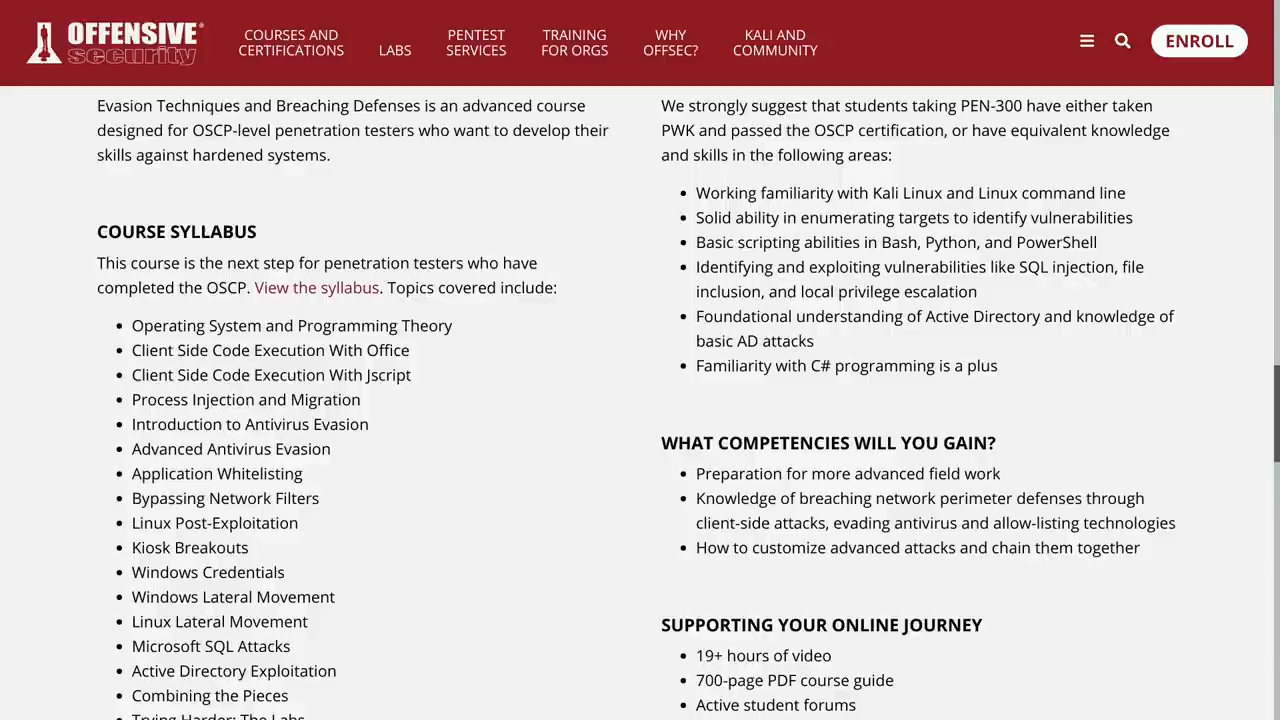 OFFENSIVE®
security
COURSES AND
CERTIFICATIONS
LABS
PENTEST
SERVICES
TRAINING
FOR ORGS
WHY
OFFSEC?
KALI AND
COMMUNITY
ENROLL
Evasion Techniques and Breaching Defenses is an advanced course
designed for OSCP-level penetration testers who want to develop their
skills against hardened systems.
COURSE SYLLABUS
This course is the next step for penetration testers who have
completed the OSCP. View the syllabus. Topics covered include:
• Operating System and Programming Theory
• Client Side Code Execution With Office
• Client Side Code Execution With Jscript
• Process Injection and Migration
• Introduction to Antivirus Evasion
• Advanced Antivirus Evasion
• Application Whitelisting
• Bypassing Network Filters
• Linux Post-Exploitation
• Kiosk Breakouts
• Windows Credentials
• Windows Lateral Movement
• Linux Lateral Movement
• Microsoft SQL Attacks
• Active Directory Exploitation
• Combining the Pieces
• Trying Harder: The Labs
We strongly suggest that students taking PEN-300 have either taken
PWK and passed the OSCP certification, or have equivalent knowledge
and skills in the following areas:
• Working familiarity with Kali Linux and Linux command line
• Solid ability in enumerating targets to identify vulnerabilities
• Basic scripting abilities in Bash, Python, and PowerShell
• Identifying and exploiting vulnerabilities like SQL injection, file
inclusion, and local privilege escalation
• Foundational understanding of Active Directory and knowledge of
basic AD attacks
• Familiarity with C# programming is a plus
WHAT COMPETENCIES WILL YOU GAIN?
• Preparation for more advanced field work
• Knowledge of breaching network perimeter defenses through
client-side attacks, evading antivirus and allow-listing technologies
• How to customize advanced attacks and chain them together
SUPPORTING YOUR ONLINE JOURNEY
• 19+ hours of video
• 700-page PDF course guide
• Active student forums